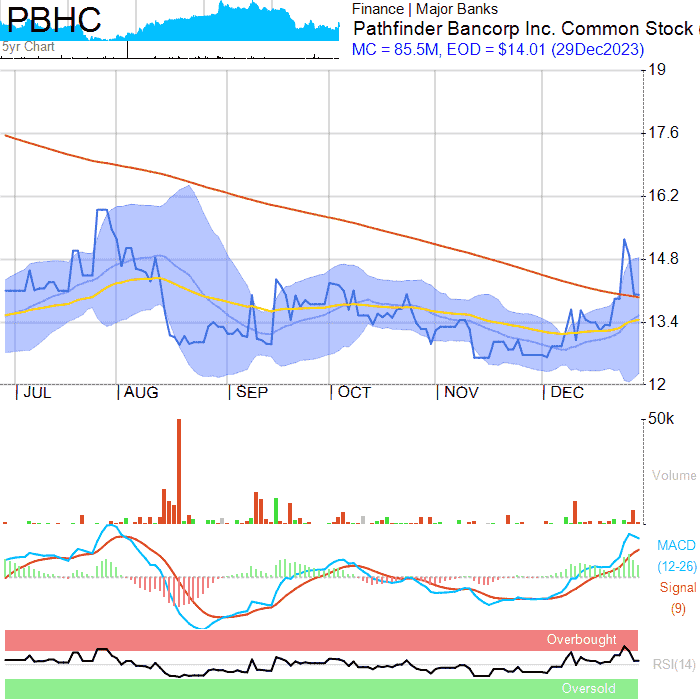 PBHC
Finance | Major Banks
Pathfinder Bancorp Inc. Common Stock (
MC = 85.5M, EOD = $14.01 (29Dec2023)
5yr Chart
19
17.6
16.2
14.8
13.4
12
JUL AUG SEP OCT NOV DEC
50k
Volume
MACD
(12-26)
Signal
(9)
Overbought
RSI(14)
Oversold